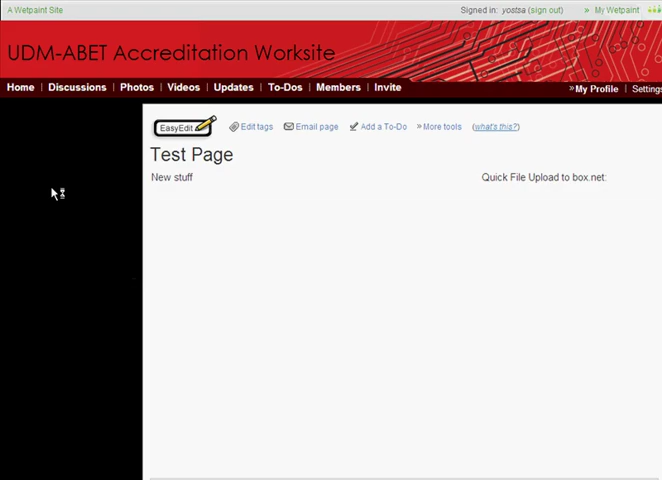 A Wetpaint Site
Signed in: yostsa (sign out) » My Wetpaint
UDM-ABET Accreditation Worksite
Home | Discussions | Photos | Videos | Updates | To-Dos | Members | Invite
»My Profile | Settings
EasyEdit Edit tags Email page Add a To-Do » More tools (what's this?)
Test Page
New stuff Quick File Upload to box.net: